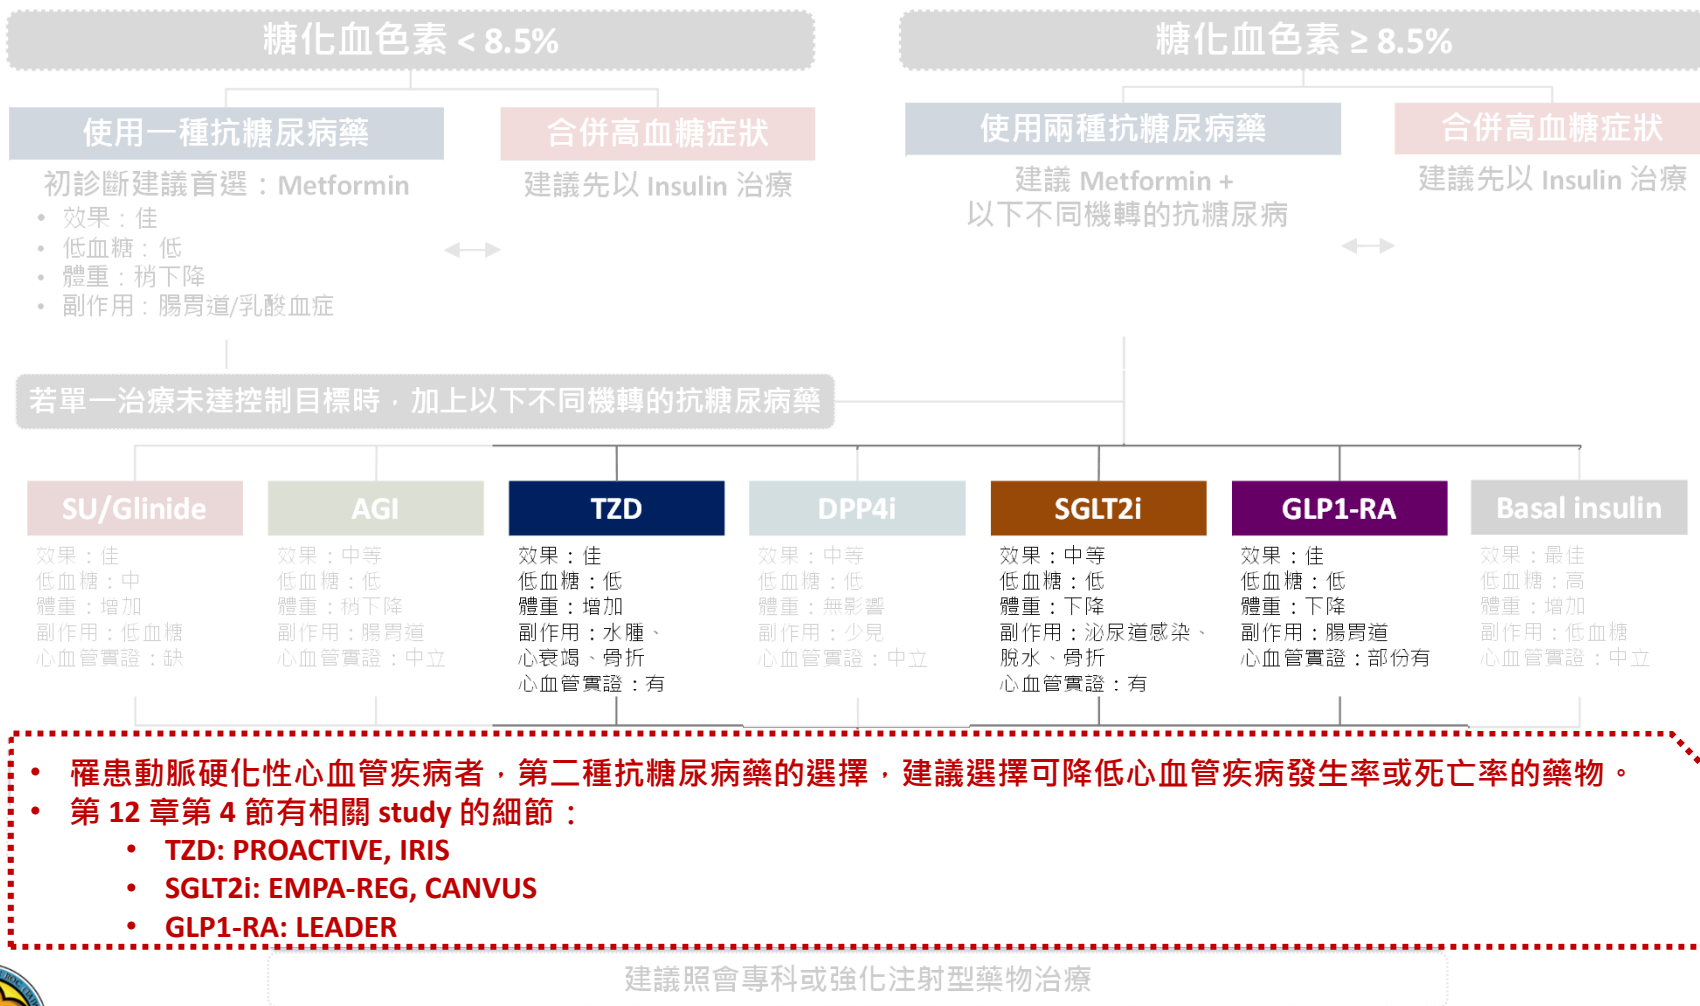 糖化血色素 < 8.5%
糖化血色素 ≥ 8.5%
使用一種抗糖尿病藥
合併高血糖症狀
使用兩種抗糖尿病藥
合併高血糖症狀
初診斷建議首選：Metformin
• 效果：佳
• 低血糖：低
• 體重：稍下降
• 副作用：腸胃道/乳酸血症
建議先以 Insulin 治療
建議 Metformin +
以下不同機轉的抗糖尿病
建議先以 Insulin 治療
若單一治療未達控制目標時，加上以下不同機轉的抗糖尿病藥
SU/Glinide
效果：佳
低血糖：中
體重：增加
副作用：低血糖
心血管實證：缺
AGI
效果：中等
低血糖：低
體重：稍下降
副作用：腸胃道
心血管實證：中立
TZD
效果：佳
低血糖：低
體重：增加
副作用：水腫、
心衰竭、骨折
心血管實證：有
DPP4i
效果：中等
低血糖：低
體重：無影響
副作用：少見
心血管實證：中立
SGLT2i
效果：中等
低血糖：低
體重：下降
副作用：泌尿道感染、
脫水、骨折
心血管實證：有
GLP1-RA
效果：佳
低血糖：低
體重：下降
副作用：腸胃道
心血管實證：部份有
Basal insulin
效果：最佳
低血糖：高
體重：增加
副作用：低血糖
心血管實證：中立
• 罹患動脈硬化性心血管疾病者，第二種抗糖尿病藥的選擇，建議選擇可降低心血管疾病發生率或死亡率的藥物。
• 第 12 章第 4 節有相關 study 的細節：
• TZD: PROACTIVE, IRIS
• SGLT2i: EMPA-REG, CANVUS
• GLP1-RA: LEADER
建議照會專科或強化注射型藥物治療